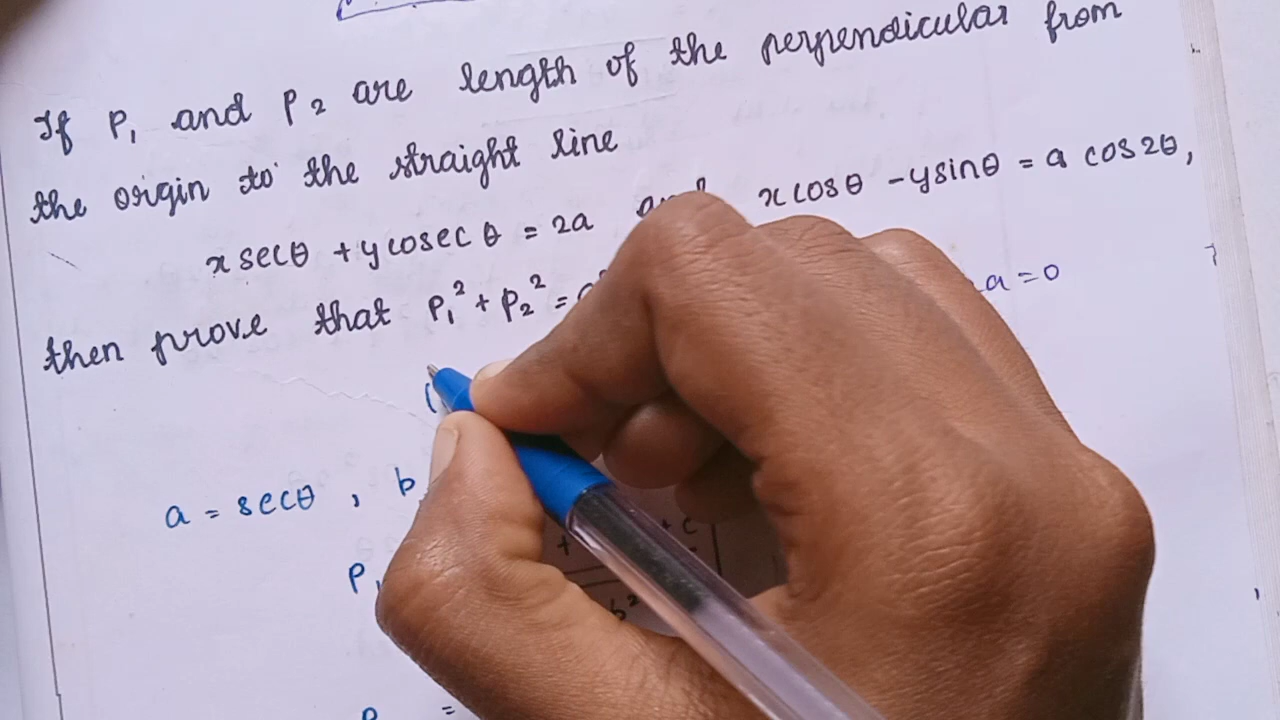 If P₁ and P₂ are length of the perpendicular from
the origin to the straight line
x secθ + y cosec θ = 2a x cosθ - y sinθ = a cos2θ,
then prove that P₁² + P₂² = a = 0
a = secθ , b
P₁ + + c
b²
P =